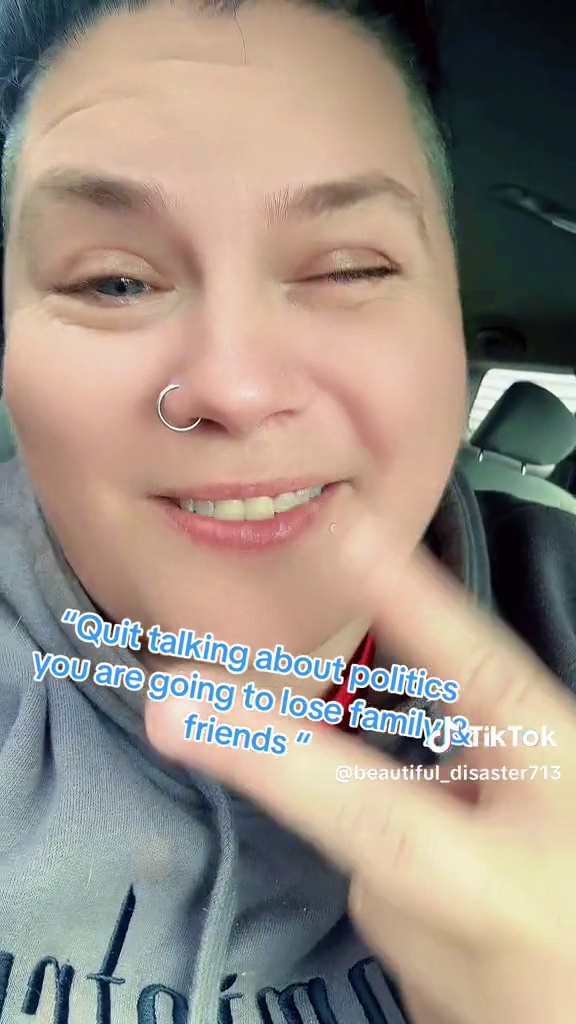 “Quit talking about politics
you are going to lose family &
friends “
TikTok
@beautiful_disaster713